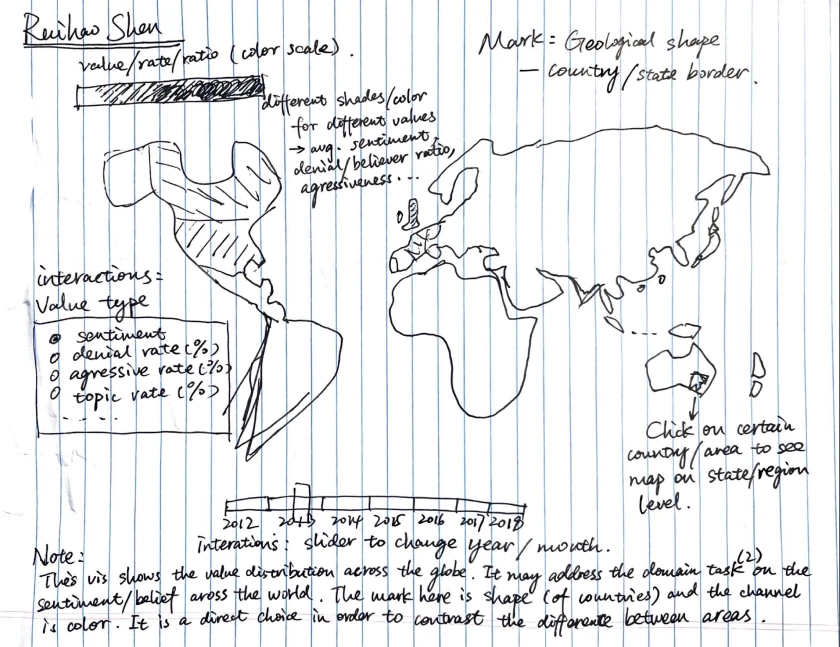 Ruihao Shen
value/rate/ratio (color scale).
Mark: Geological shape
— country/state border.
different shades/color
for different values
→ avg. sentiment,
denial/believer ratio,
agressiveness...
interactions:
Value type
sentiment
denial rate (%)
agressive rate (%)
topic rate (%)
.....
....
Click on certain
country/area to see
map on state/region
level.
2012 2013 2014 2015 2016 2017 2018
interations: slider to change year/month.
Note:
This vis shows the value distribution across the globe. It may address the domain task (2) on the
sentiment/belief aross the world. The mark here is shape (of countries) and the channel
is color. It is a direct choice in order to contrast the difference between areas.